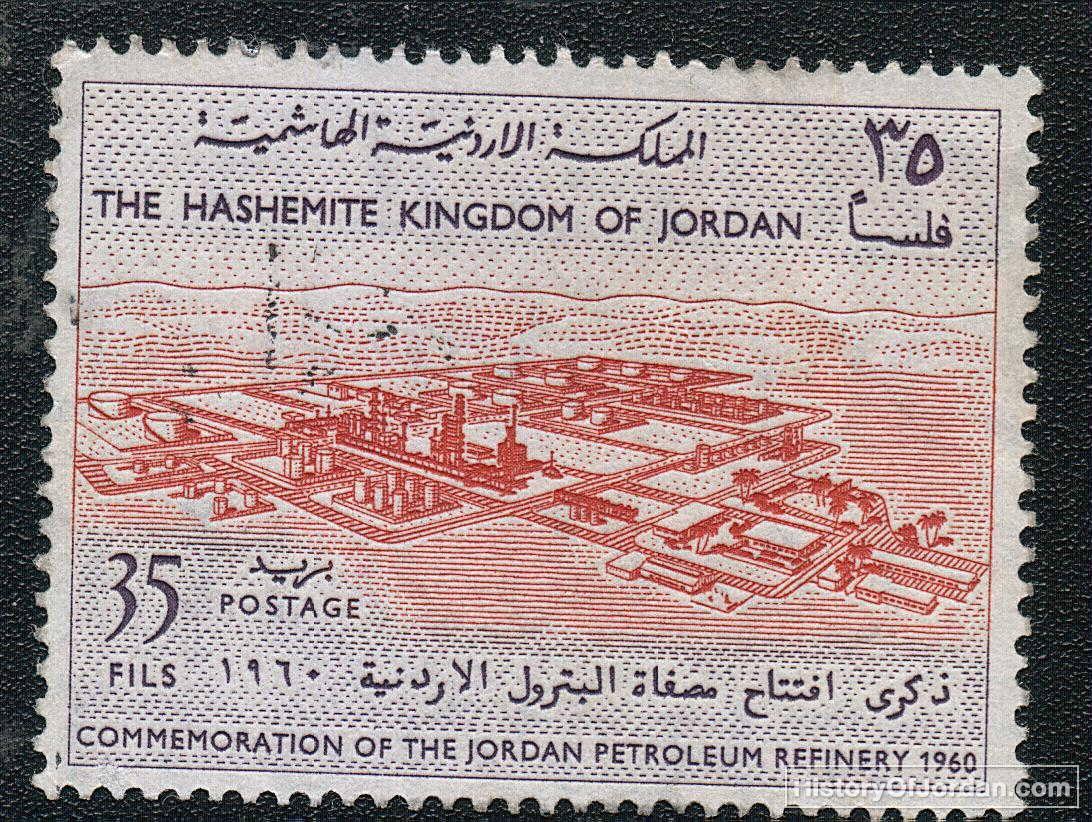 المملكة الاردنية الهاشمية
٣٥
THE HASHEMITE KINGDOM OF JORDAN
فلساً
35
بريد
POSTAGE
FILS
ذكرى افتتاح مصفاة البترول الاردنية ١٩٦٠
COMMEMORATION OF THE JORDAN PETROLEUM REFINERY 1960
HistoryOfJordan.com